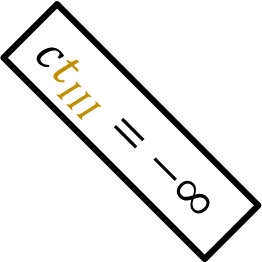 ct_III = −∞